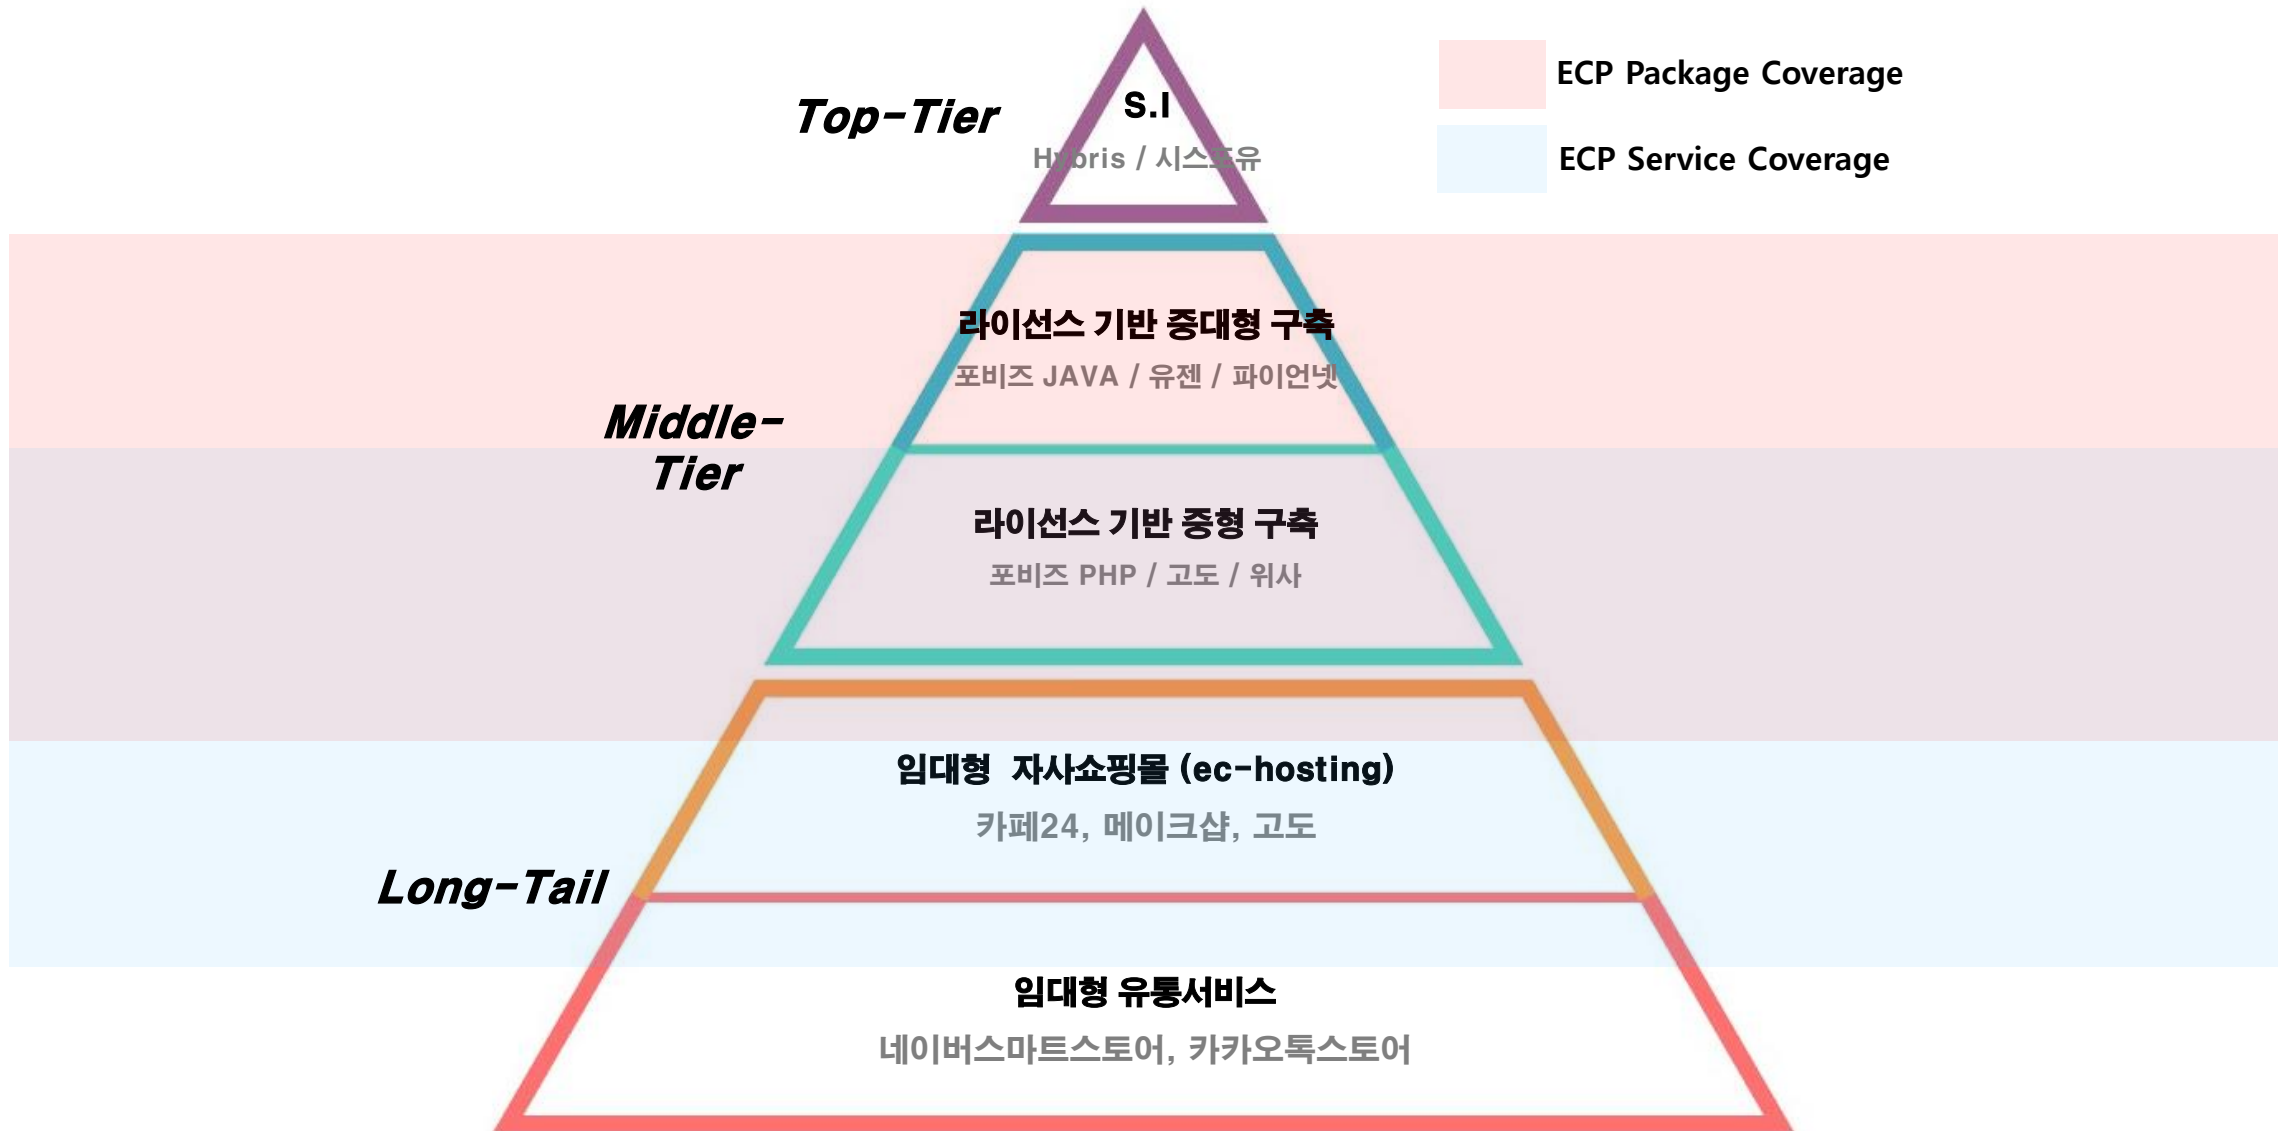 Top-Tier
S.I
Hybris / 시스포유
ECP Package Coverage
ECP Service Coverage
Middle-
Tier
라이선스 기반 중대형 구축
포비즈 JAVA / 유젠 / 파이언넷
라이선스 기반 중형 구축
포비즈 PHP / 고도 / 위사
Long-Tail
임대형 자사쇼핑몰 (ec-hosting)
카페24, 메이크샵, 고도
임대형 유통서비스
네이버스마트스토어, 카카오톡스토어